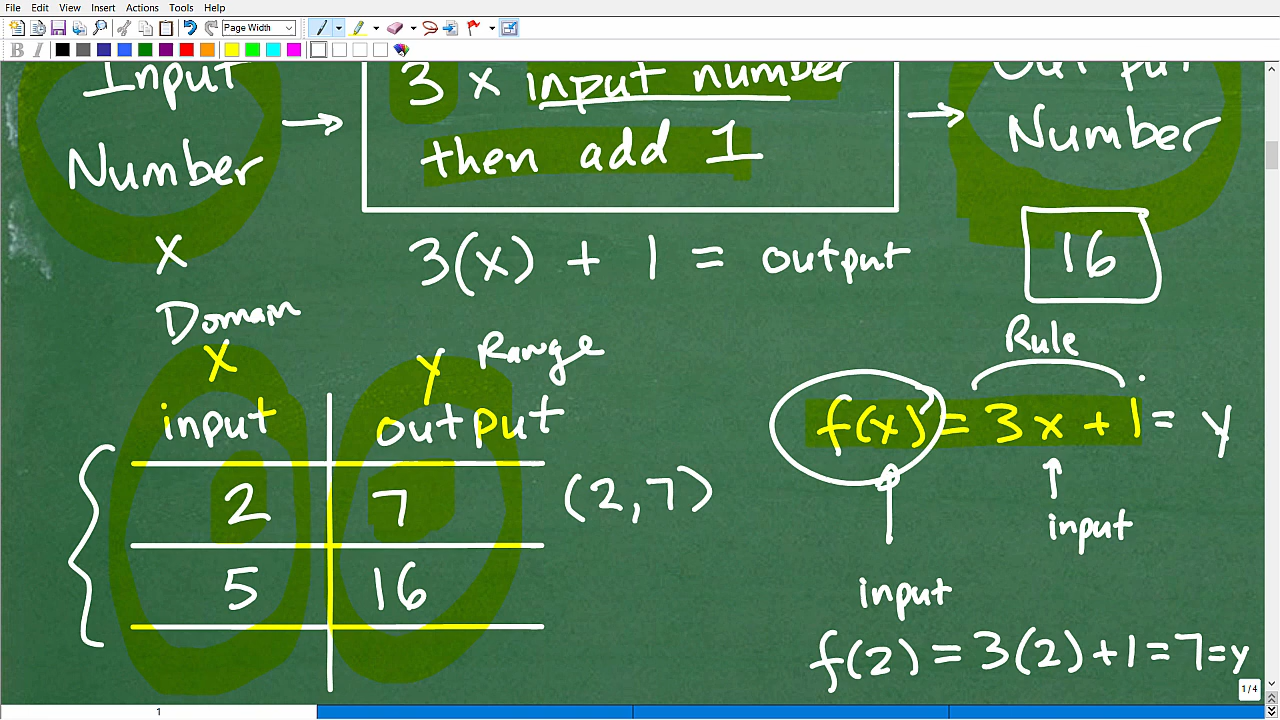 File Edit View Insert Actions Tools Help
Page Width
B I
Input
Number
x
3 x input number
then add 1
Output
Number
3(x) + 1 = output
16
Domain
x
input
y Range
output
2 7 (2,7)
5 16
Rule
f(x) = 3x + 1 = y
input
input
f(2) = 3(2) + 1 = 7 = y
1/4
1